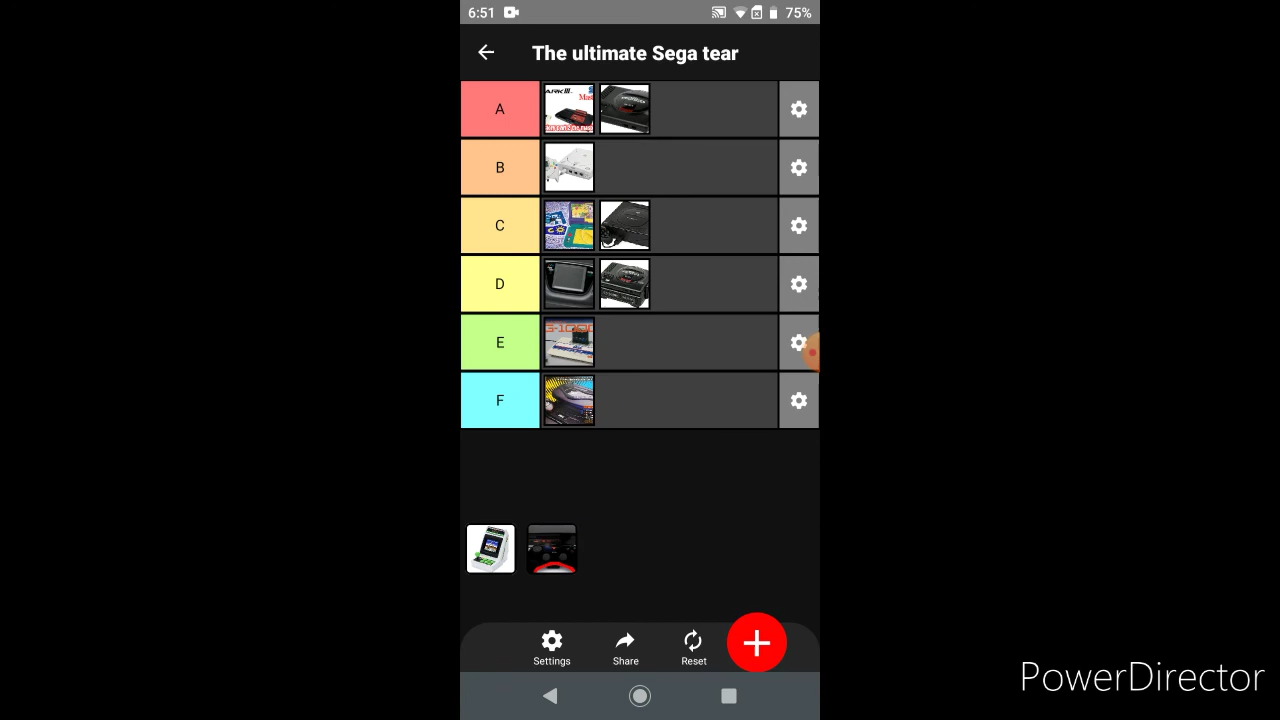 6:51
75%
The ultimate Sega tear
A
B
C
D
E
F
Settings
Share
Reset
PowerDirector